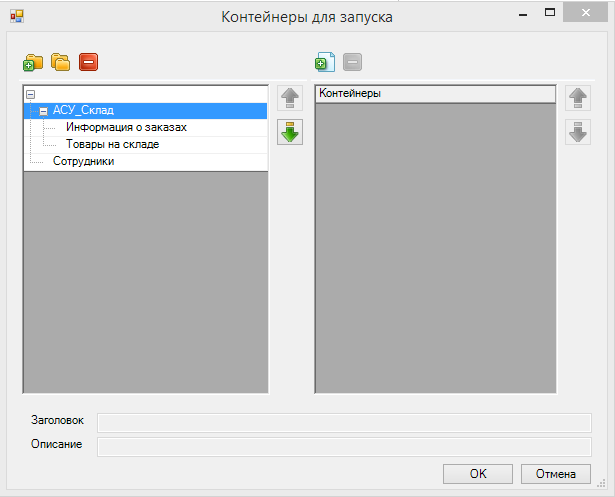 Контейнеры для запуска
АСУ_Склад
Информация о заказах
Товары на складе
Сотрудники
Контейнеры
Заголовок
Описание
OK
Отмена